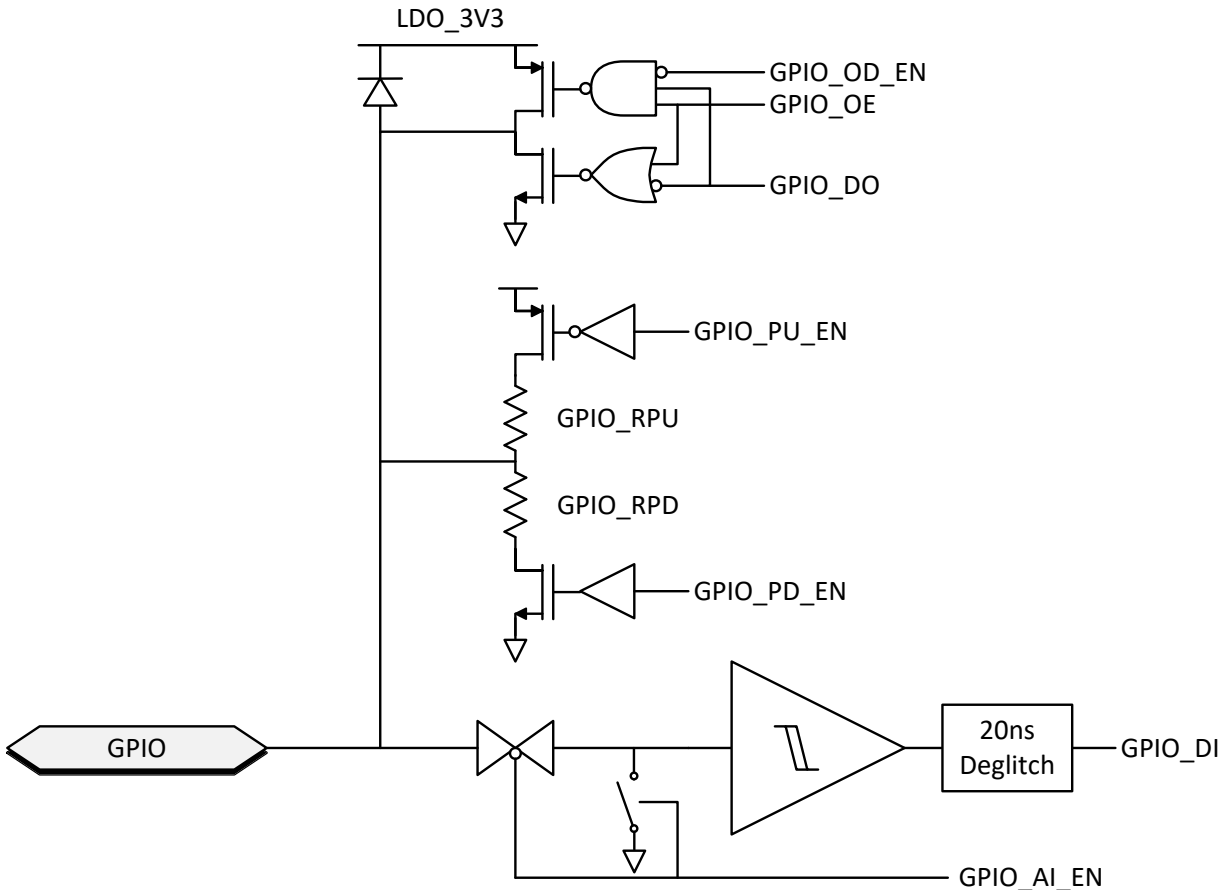 LDO_3V3
GPIO_OD_EN
GPIO_OE
GPIO_DO
GPIO_PU_EN
GPIO_RPU
GPIO_RPD
GPIO_PD_EN
GPIO
20ns
Deglitch
GPIO_DI
GPIO_AI_EN